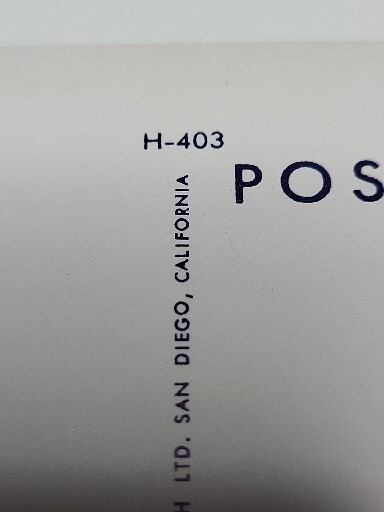 H-403
POS
H LTD. SAN DIEGO, CALIFORNIA